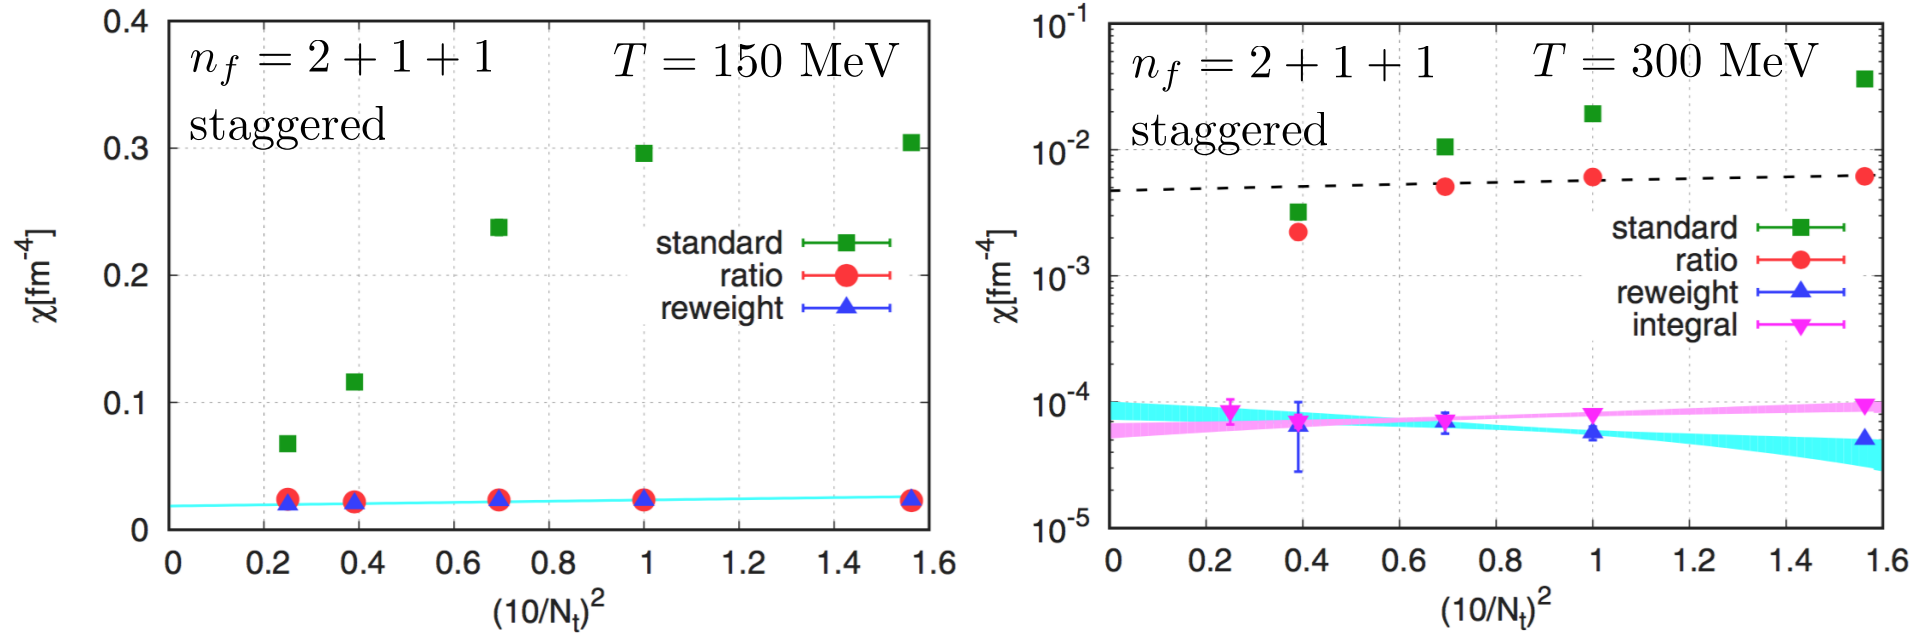 0.4
n_f = 2 + 1 + 1 T = 150 MeV
staggered
0.3
standard
ratio
reweight
0.2
0.1
0
χ[fm^-4]
0 0.2 0.4 0.6 0.8 1 1.2 1.4 1.6
(10/N_t)^2
10^-1
n_f = 2 + 1 + 1 T = 300 MeV
staggered
10^-2
standard
ratio
reweight
integral
10^-3
10^-4
10^-5
χ[fm^-4]
0 0.2 0.4 0.6 0.8 1 1.2 1.4 1.6
(10/N_t)^2